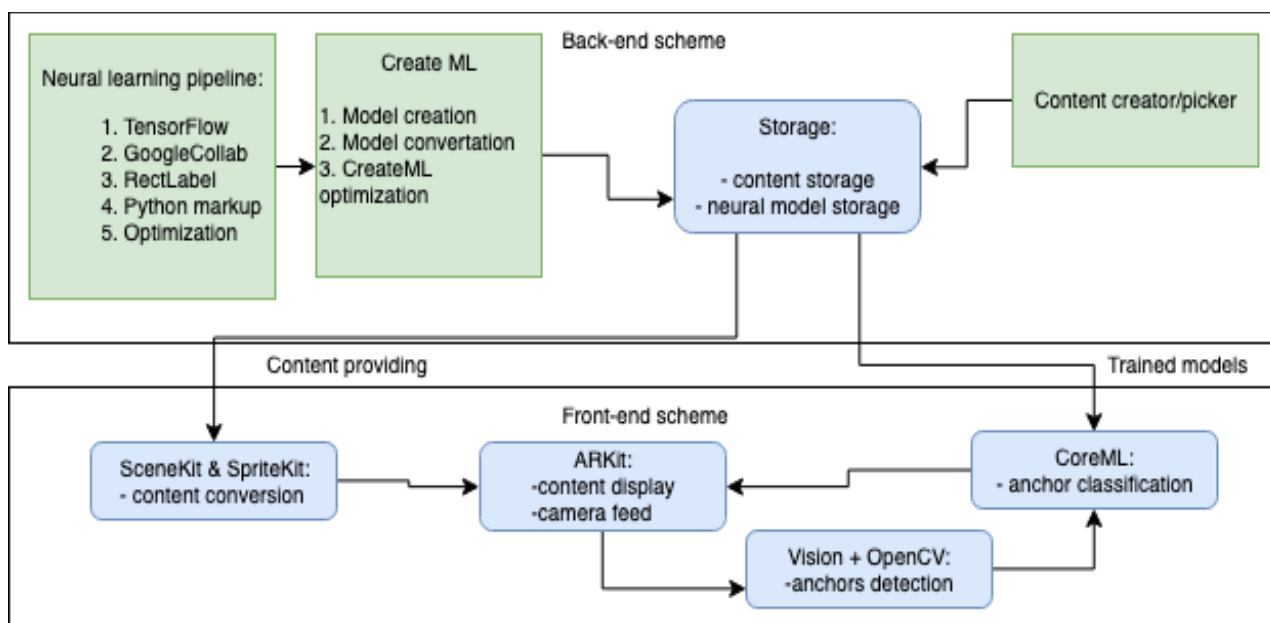 Back-end scheme
Neural learning pipeline:
1. TensorFlow
2. GoogleCollab
3. RectLabel
4. Python markup
5. Optimization
Create ML
1. Model creation
2. Model convertation
3. CreateML
optimization
Storage:
- content storage
- neural model storage
Content creator/picker
Content providing
Trained models
Front-end scheme
SceneKit & SpriteKit:
- content conversion
ARKit:
-content display
-camera feed
CoreML:
- anchor classification
Vision + OpenCV:
-anchors detection